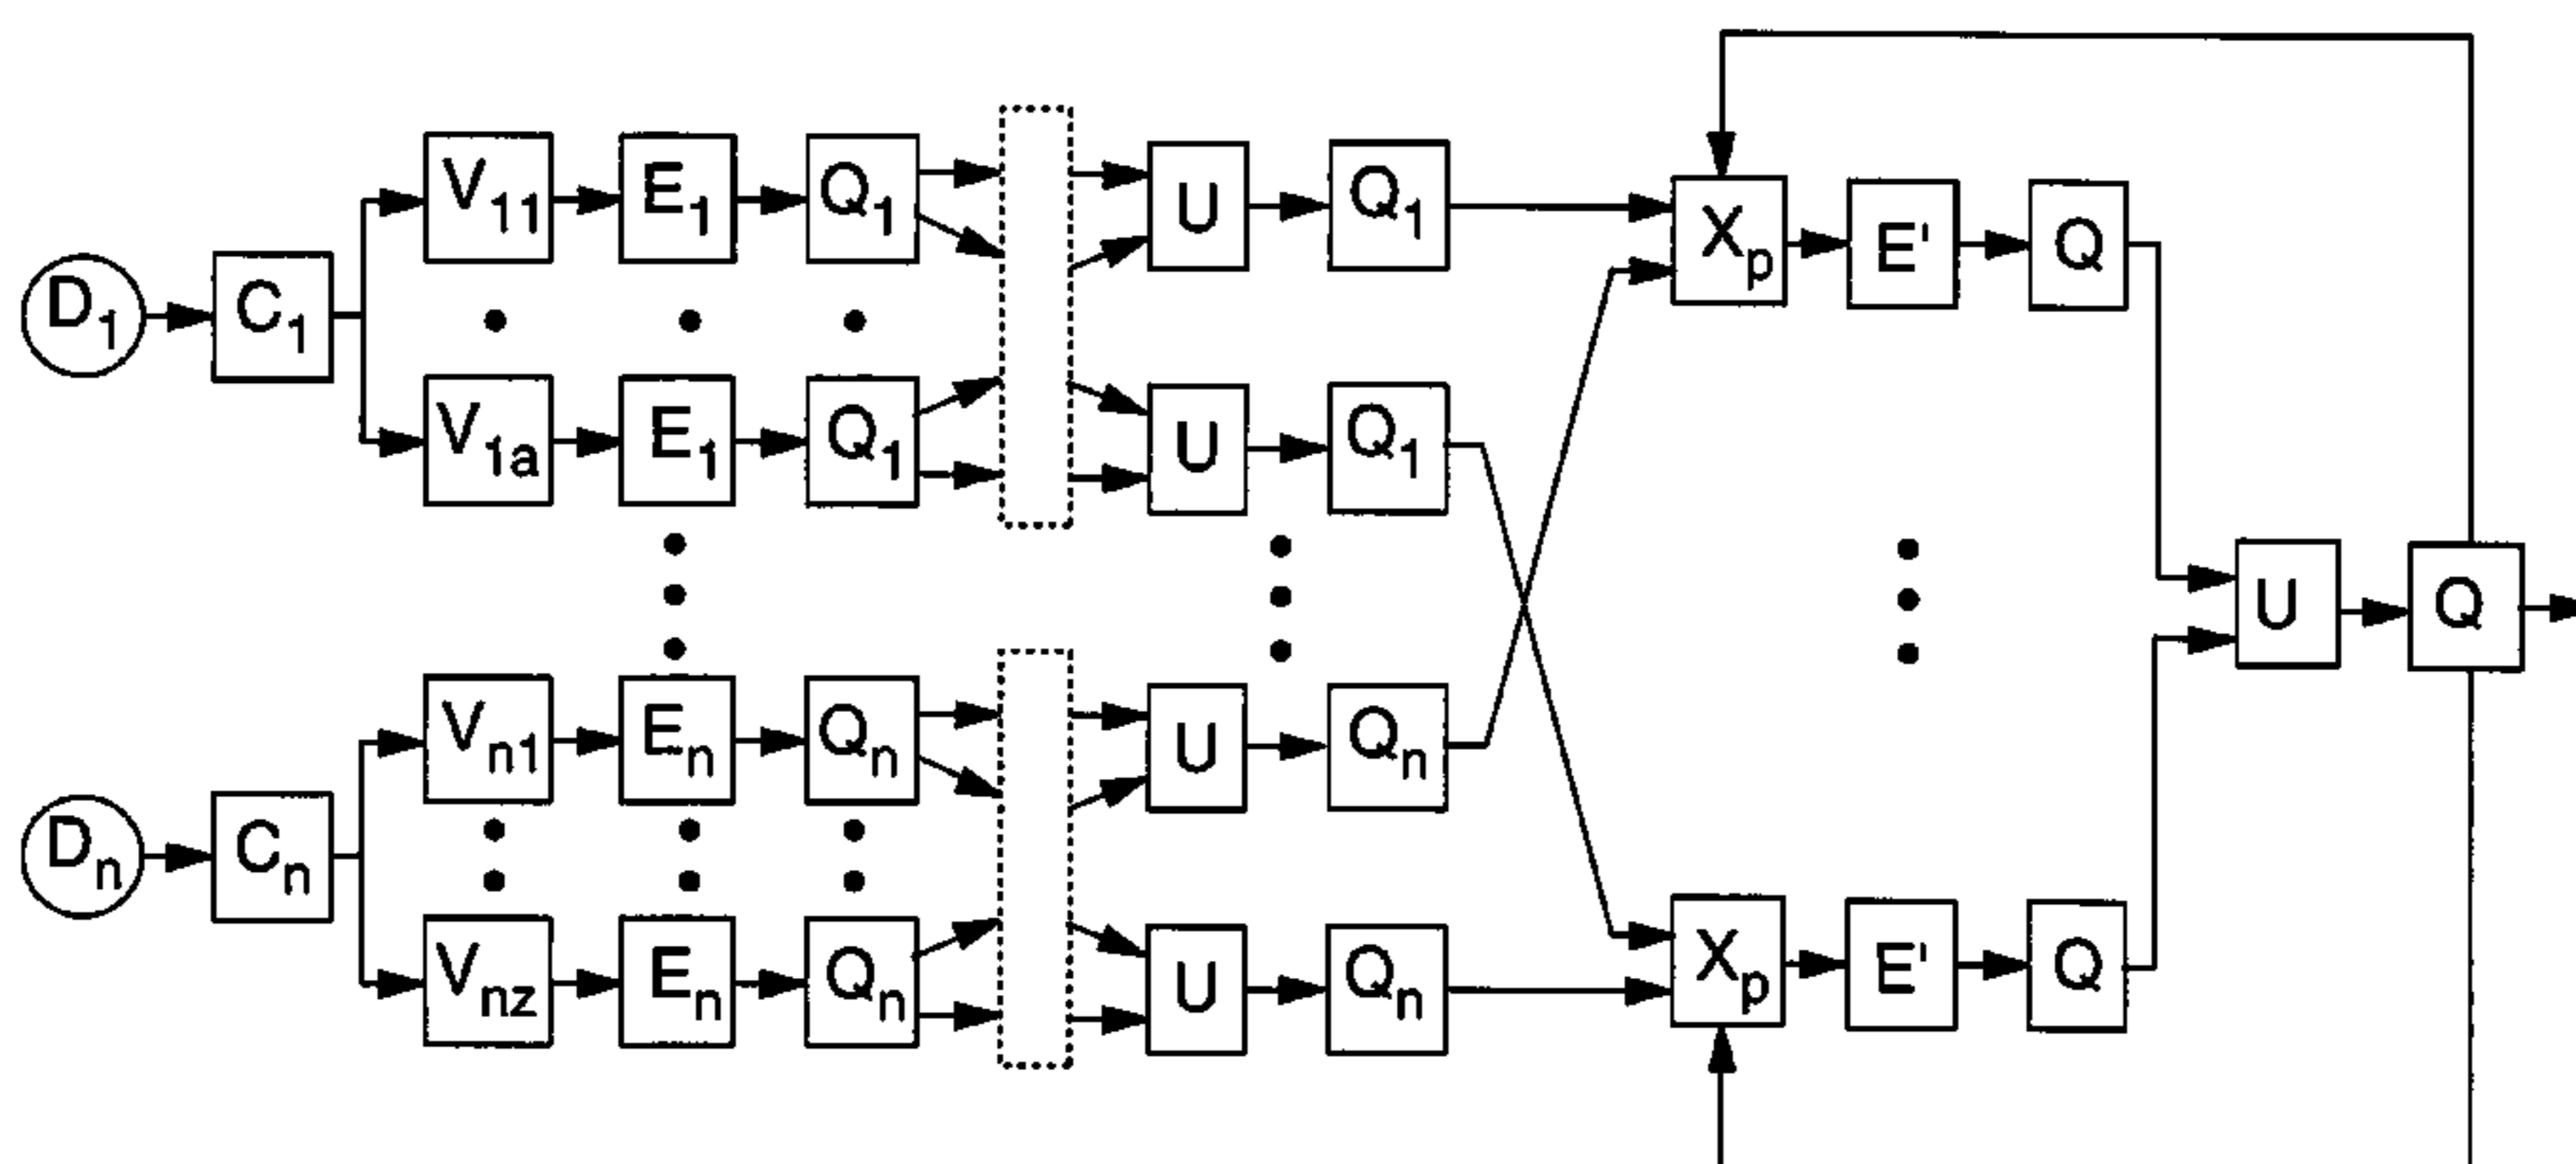 V11 E1 Q1 U Q1 Xp E' Q
D1 C1
V1a E1 Q1 U Q1
U Q
Vn1 En Qn U Qn
Dn Cn
Vnz En Qn U Qn Xp E' Q